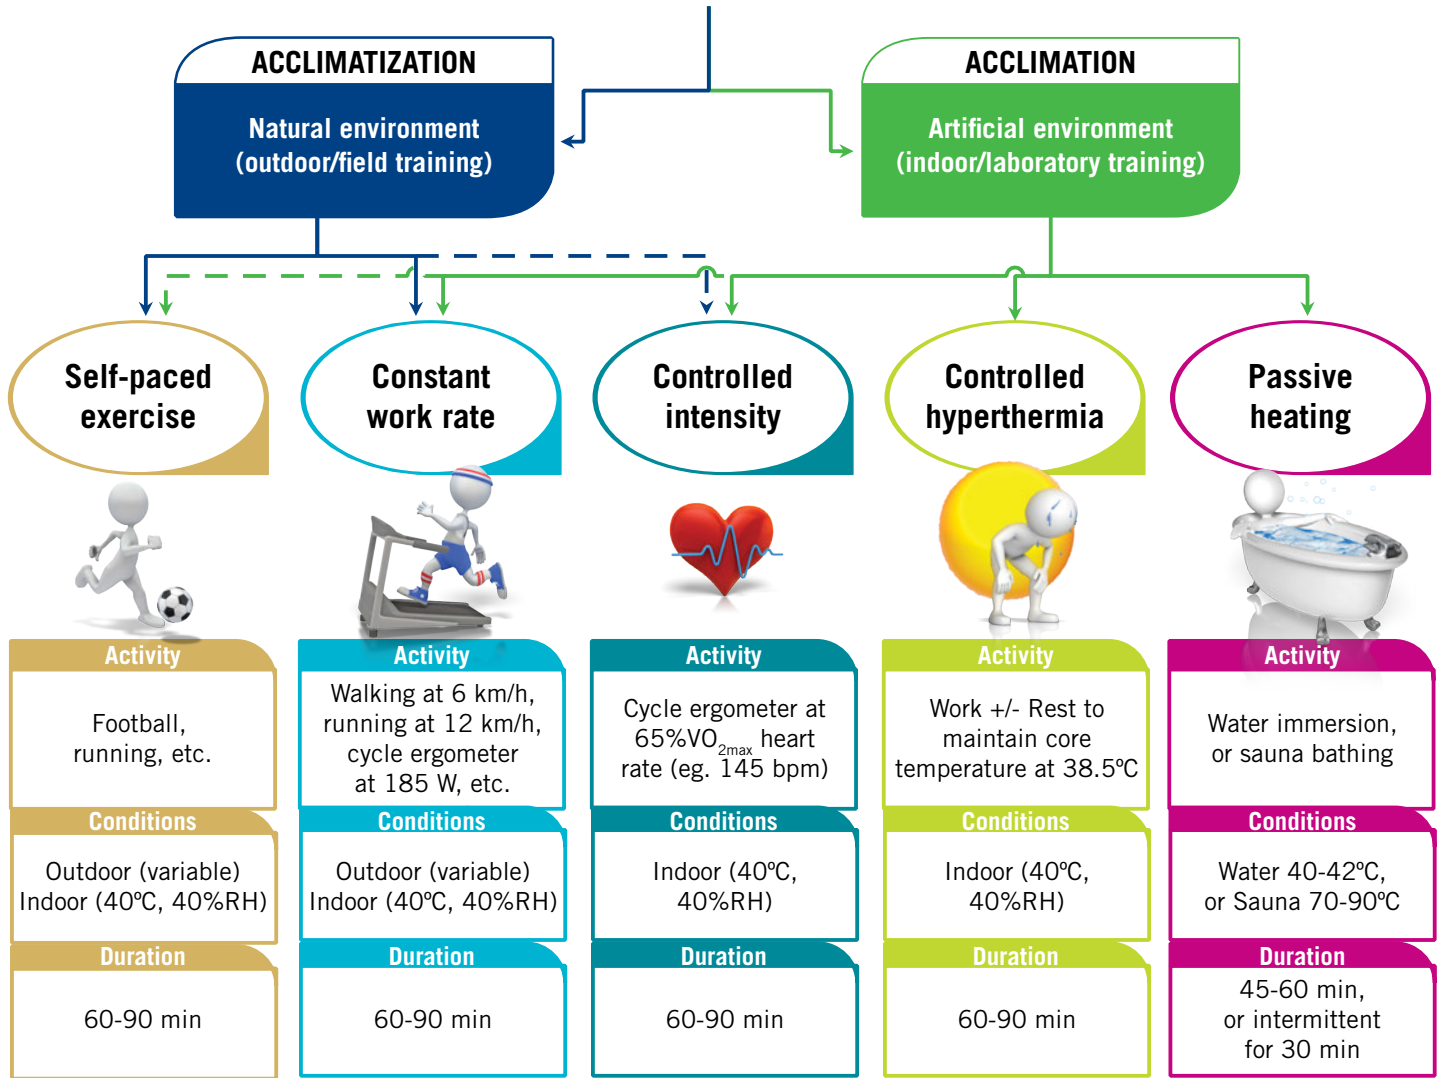 ACCLIMATIZATION
Natural environment
(outdoor/field training)
ACCLIMATION
Artificial environment
(indoor/laboratory training)
Self-paced
exercise
Constant
work rate
Controlled
intensity
Controlled
hyperthermia
Passive
heating
Activity
Football,
running, etc.
Conditions
Outdoor (variable)
Indoor (40ºC, 40%RH)
Duration
60-90 min
Activity
Walking at 6 km/h,
running at 12 km/h,
cycle ergometer
at 185 W, etc.
Conditions
Outdoor (variable)
Indoor (40ºC, 40%RH)
Duration
60-90 min
Activity
Cycle ergometer at
65%VO2max heart
rate (eg. 145 bpm)
Conditions
Indoor (40ºC,
40%RH)
Duration
60-90 min
Activity
Work +/- Rest to
maintain core
temperature at 38.5ºC
Conditions
Indoor (40ºC,
40%RH)
Duration
60-90 min
Activity
Water immersion,
or sauna bathing
Conditions
Water 40-42ºC,
or Sauna 70-90ºC
Duration
45-60 min,
or intermittent
for 30 min